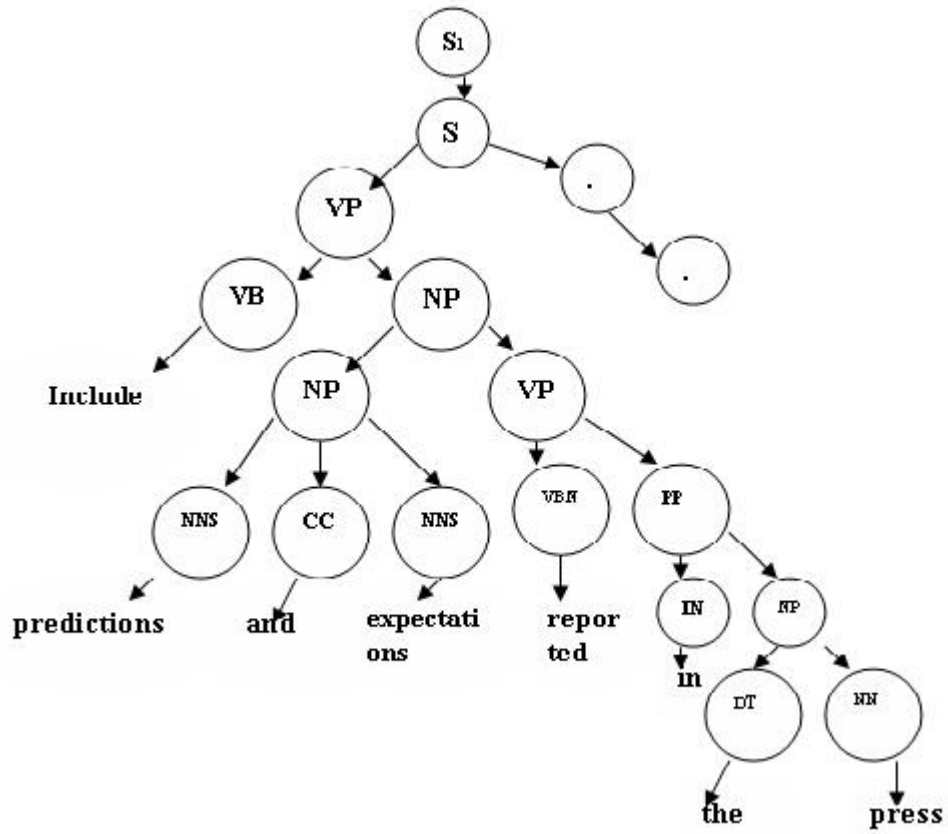 S1
S
.
VP
.
VB
NP
Include
NP
VP
NNS
CC
NNS
VBN
PP
predictions
and
expectati
ons
repor
ted
IN
NP
in
DT
NN
the
press